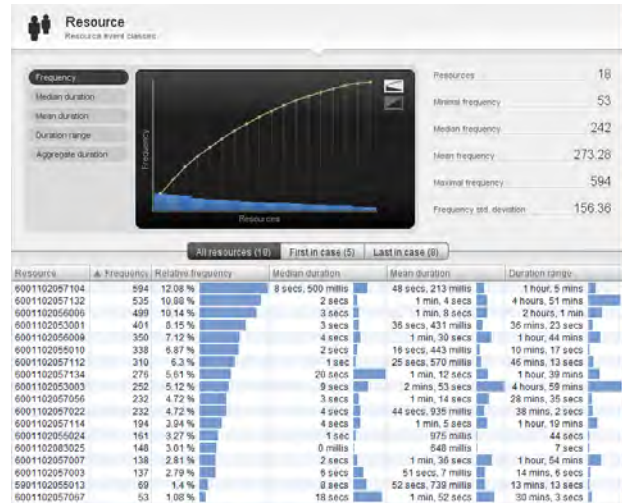 Resource
Resource event classes
Frequency
Median duration
Mean duration
Duration range
Aggregate duration
Frequency
Resources
Resources 18
Minimal frequency 53
Median frequency 242
Mean frequency 273.28
Maximal frequency 594
Frequency std. deviation 156.36
All resources (18) First in case (5) Last in case (8)
Resource ▲ Frequency Relative frequency Median duration Mean duration Duration range
6001102057104 594 12.08 % 8 secs, 500 millis 48 secs, 213 millis 1 hour, 5 mins
6001102057132 535 10.88 % 2 secs 1 min, 4 secs 4 hours, 51 mins
6001102056006 499 10.14 % 3 secs 1 min, 8 secs 2 hours, 1 min
6001102053001 401 8.15 % 3 secs 36 secs, 431 millis 36 mins, 23 secs
6001102056009 350 7.12 % 4 secs 1 min, 30 secs 1 hour, 44 mins
6001102055010 338 6.87 % 2 secs 16 secs, 443 millis 10 mins, 17 secs
6001102057112 310 6.3 % 1 sec 25 secs, 570 millis 46 mins, 13 secs
6001102057134 276 5.61 % 20 secs 1 min, 12 secs 1 hour, 39 mins
6001102053003 252 5.12 % 9 secs 2 mins, 53 secs 4 hours, 59 mins
6001102057056 232 4.72 % 3 secs 1 min, 14 secs 28 mins, 35 secs
6001102057022 232 4.72 % 4 secs 44 secs, 935 millis 38 mins, 2 secs
6001102057114 194 3.94 % 4 secs 1 min, 5 secs 1 hour, 19 mins
6001102055024 161 3.27 % 1 sec 975 millis 44 secs
6001102083025 148 3.01 % 0 millis 648 millis 7 secs
6001102057007 138 2.81 % 2 secs 1 min, 36 secs 1 hour, 54 mins
6001102057003 137 2.79 % 6 secs 51 secs, 7 millis 14 mins, 6 secs
5901102055013 69 1.4 % 8 secs 52 secs, 739 millis 13 mins, 13 secs
6001102057067 53 1.08 % 18 secs 1 min, 52 secs 30 mins, 3 secs